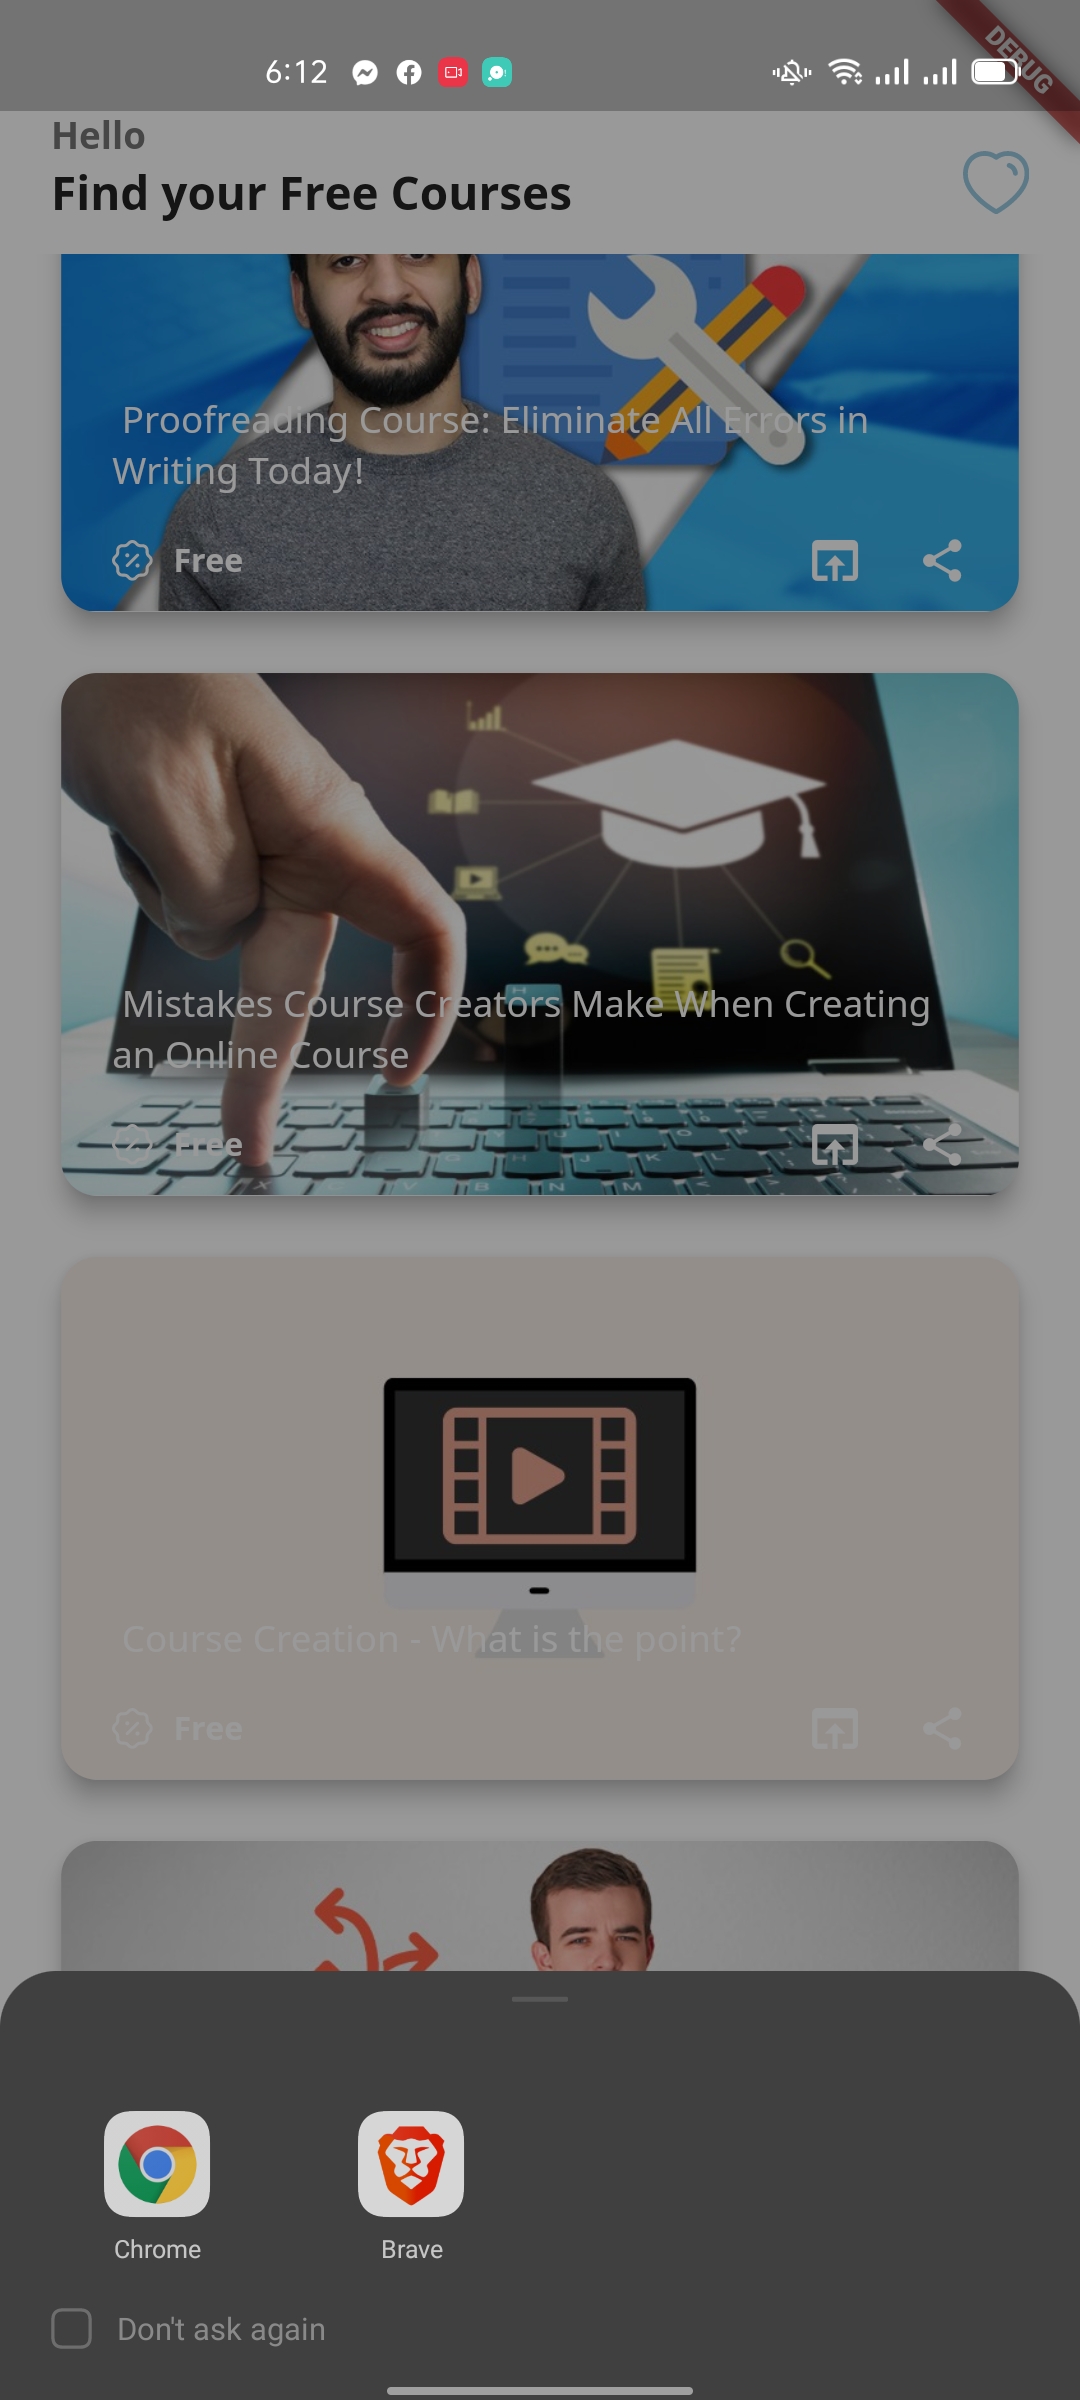 6:12
DEBUG
Hello
Find your Free Courses
Proofreading Course: Eliminate All Errors in
Writing Today!
Free
Mistakes Course Creators Make When Creating
an Online Course
Free
Course Creation - What is the point?
Free
Chrome
Brave
Don't ask again